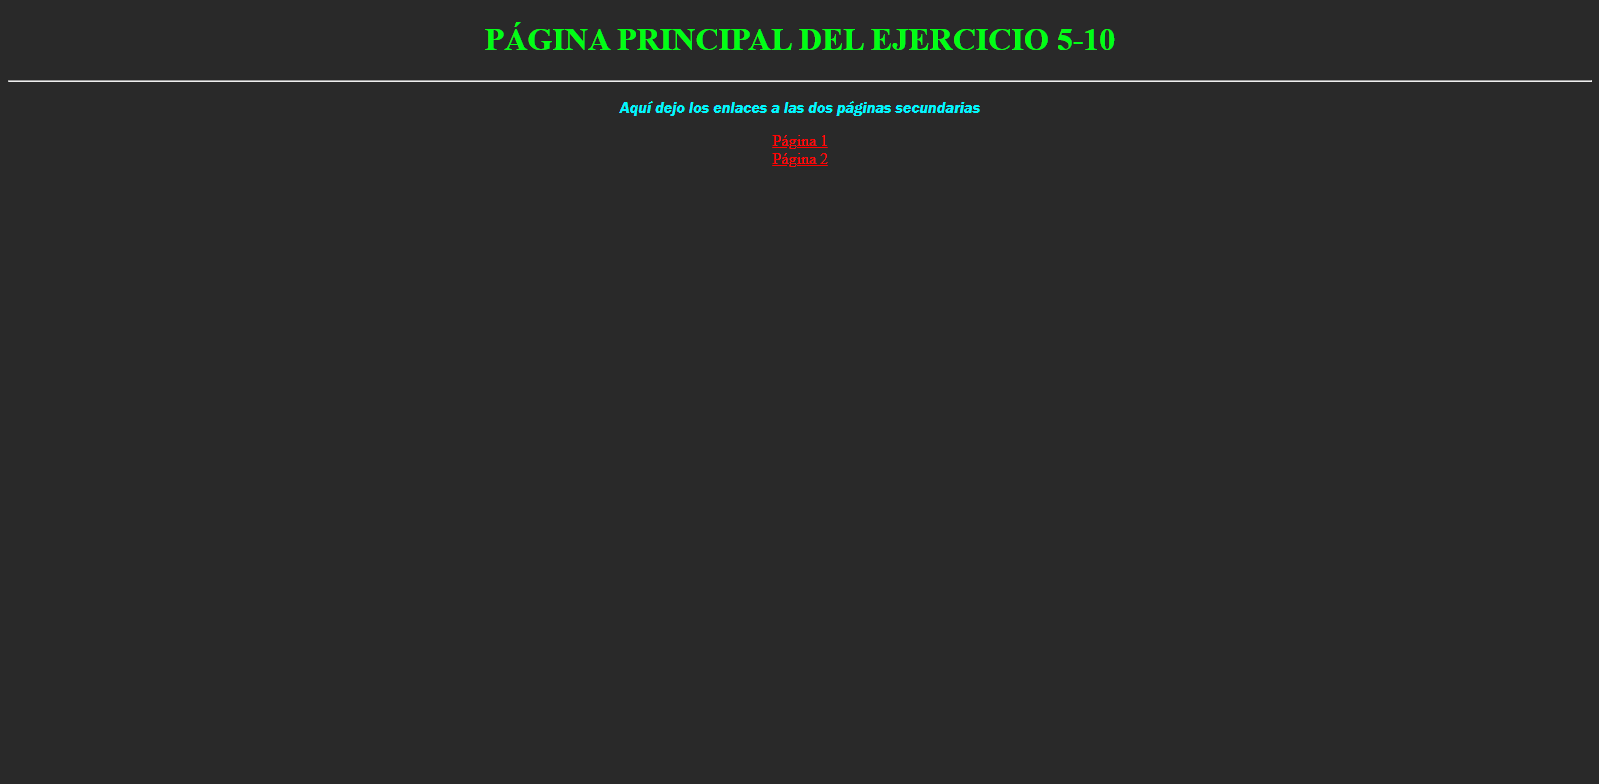 PÁGINA PRINCIPAL DEL EJERCICIO 5-10
Aquí dejo los enlaces a las dos páginas secundarias
Página 1
Página 2